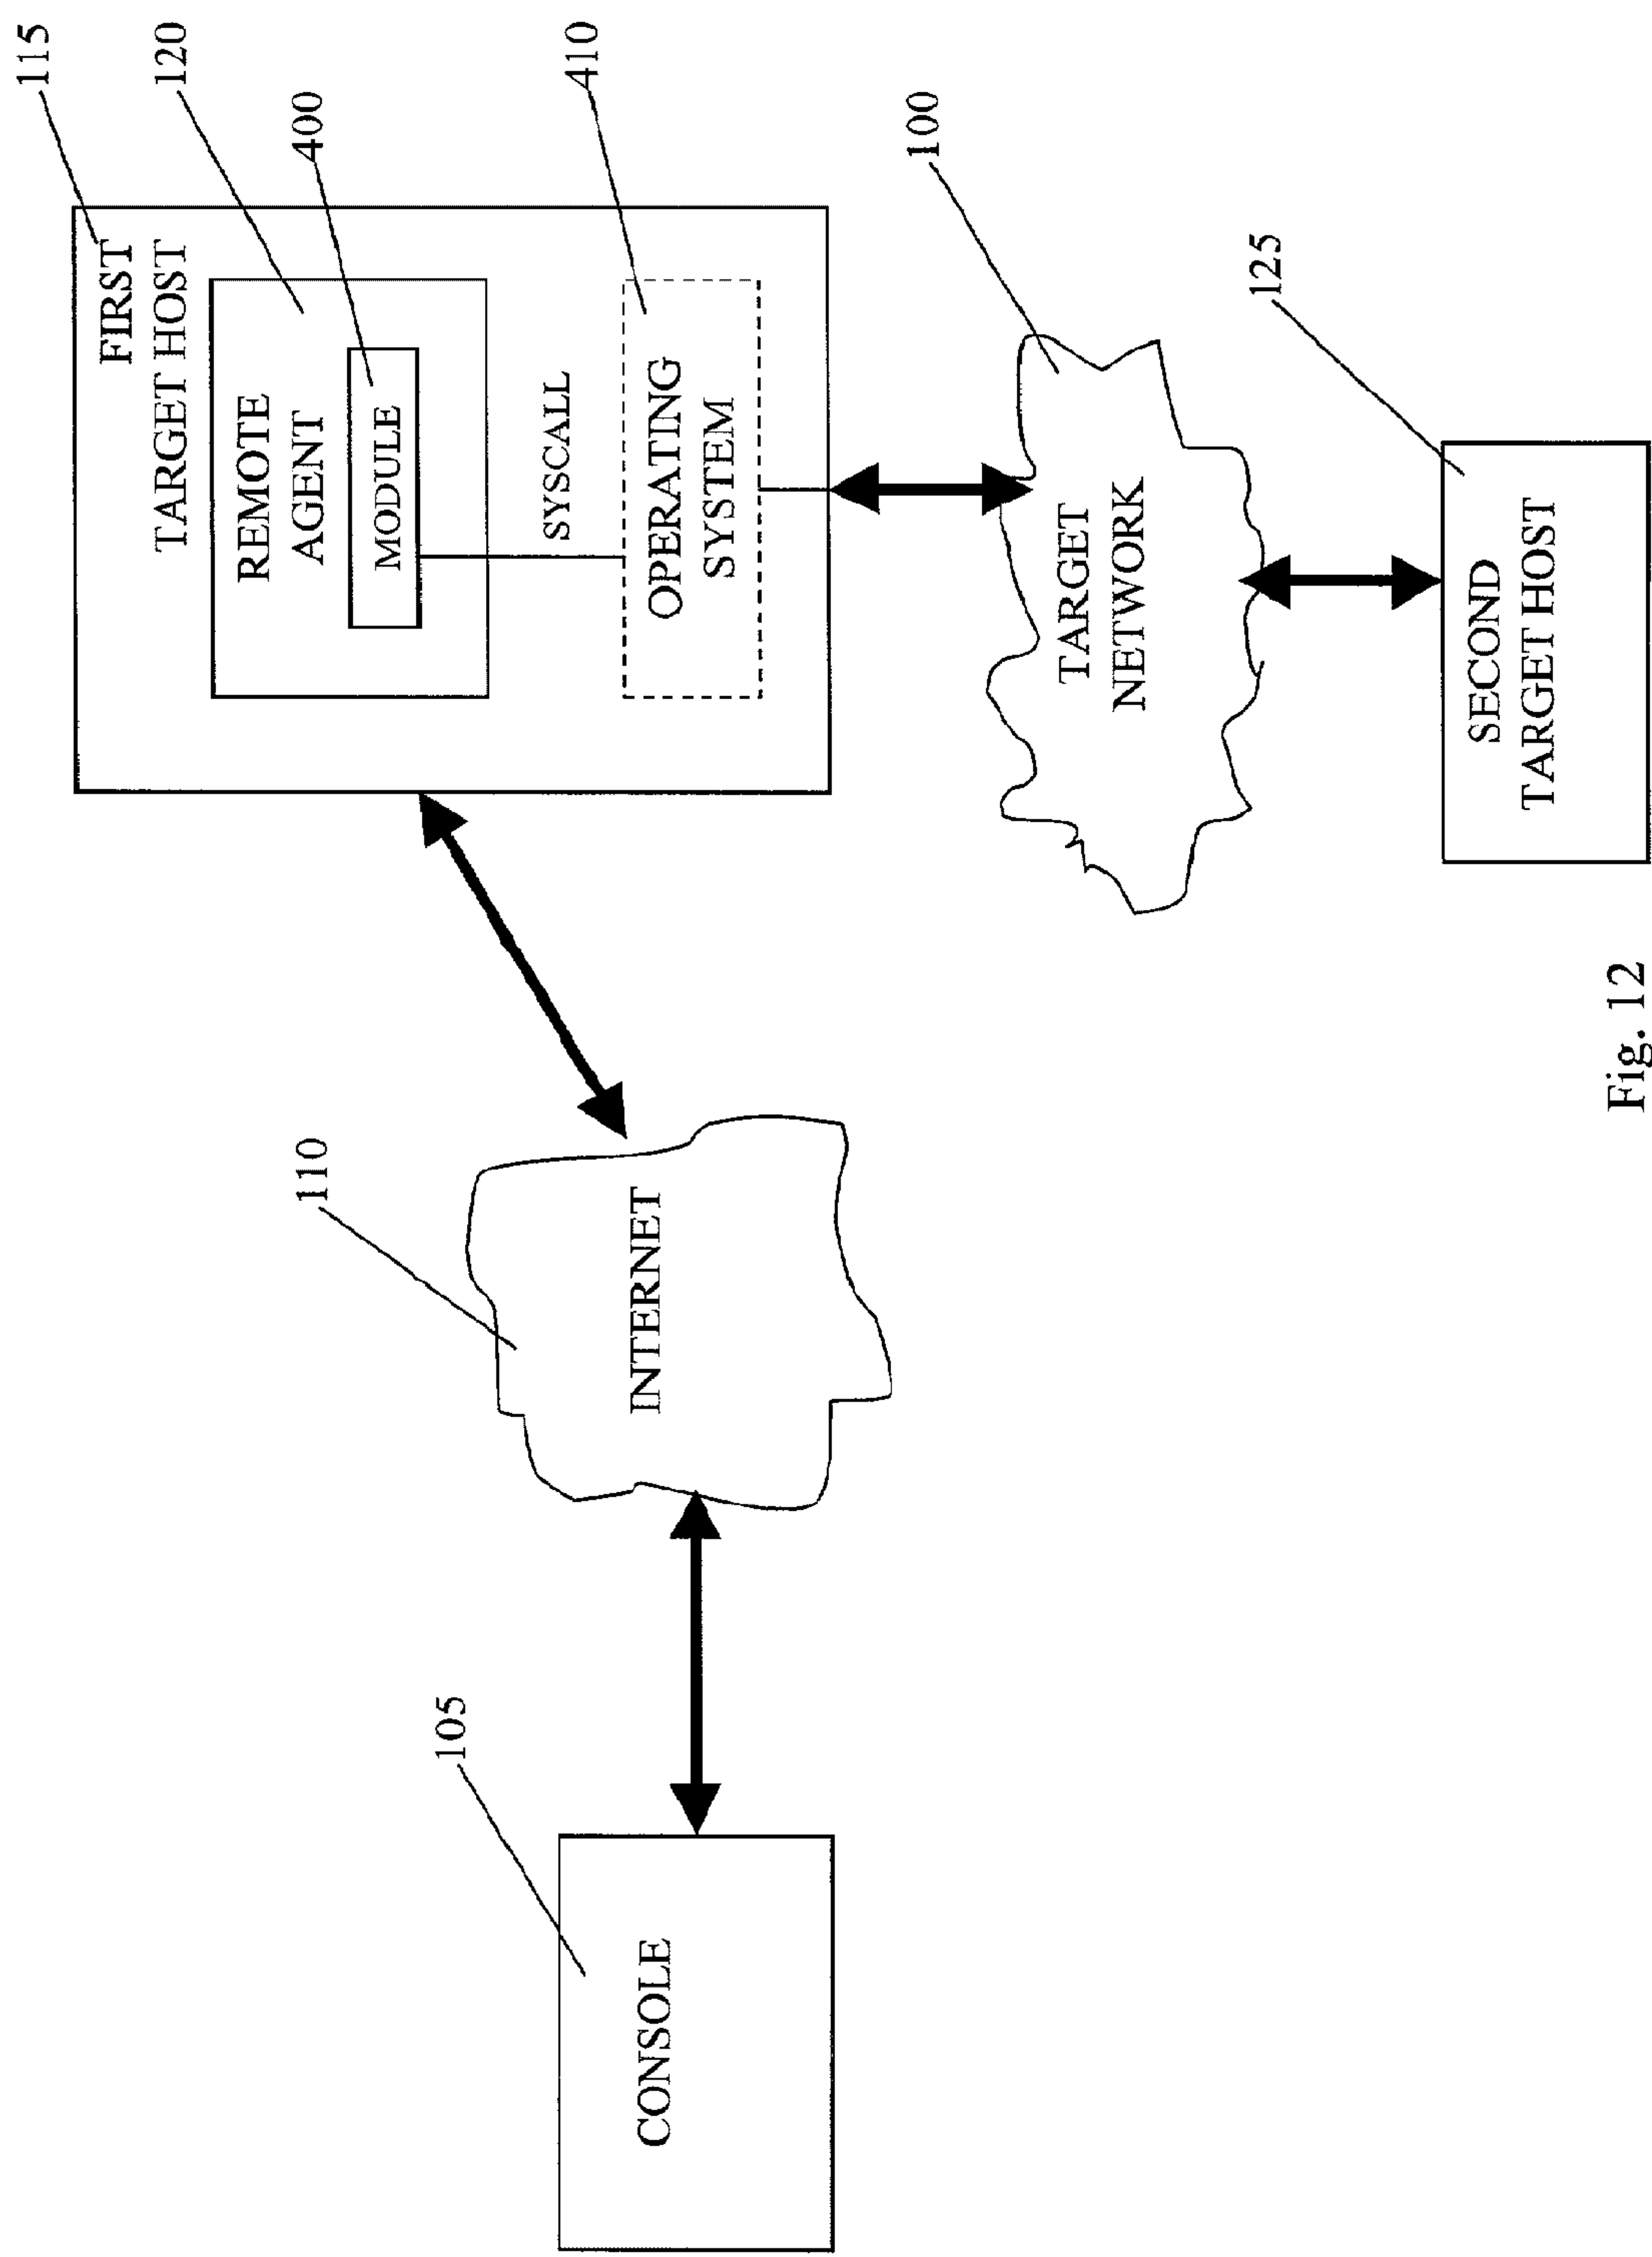 115
120
400
410
FIRST
TARGET HOST
REMOTE
AGENT
MODULE
SYSCALL
OPERATING
SYSTEM
100
TARGET
NETWORK
125
SECOND
TARGET HOST
110
INTERNET
105
CONSOLE
Fig. 12